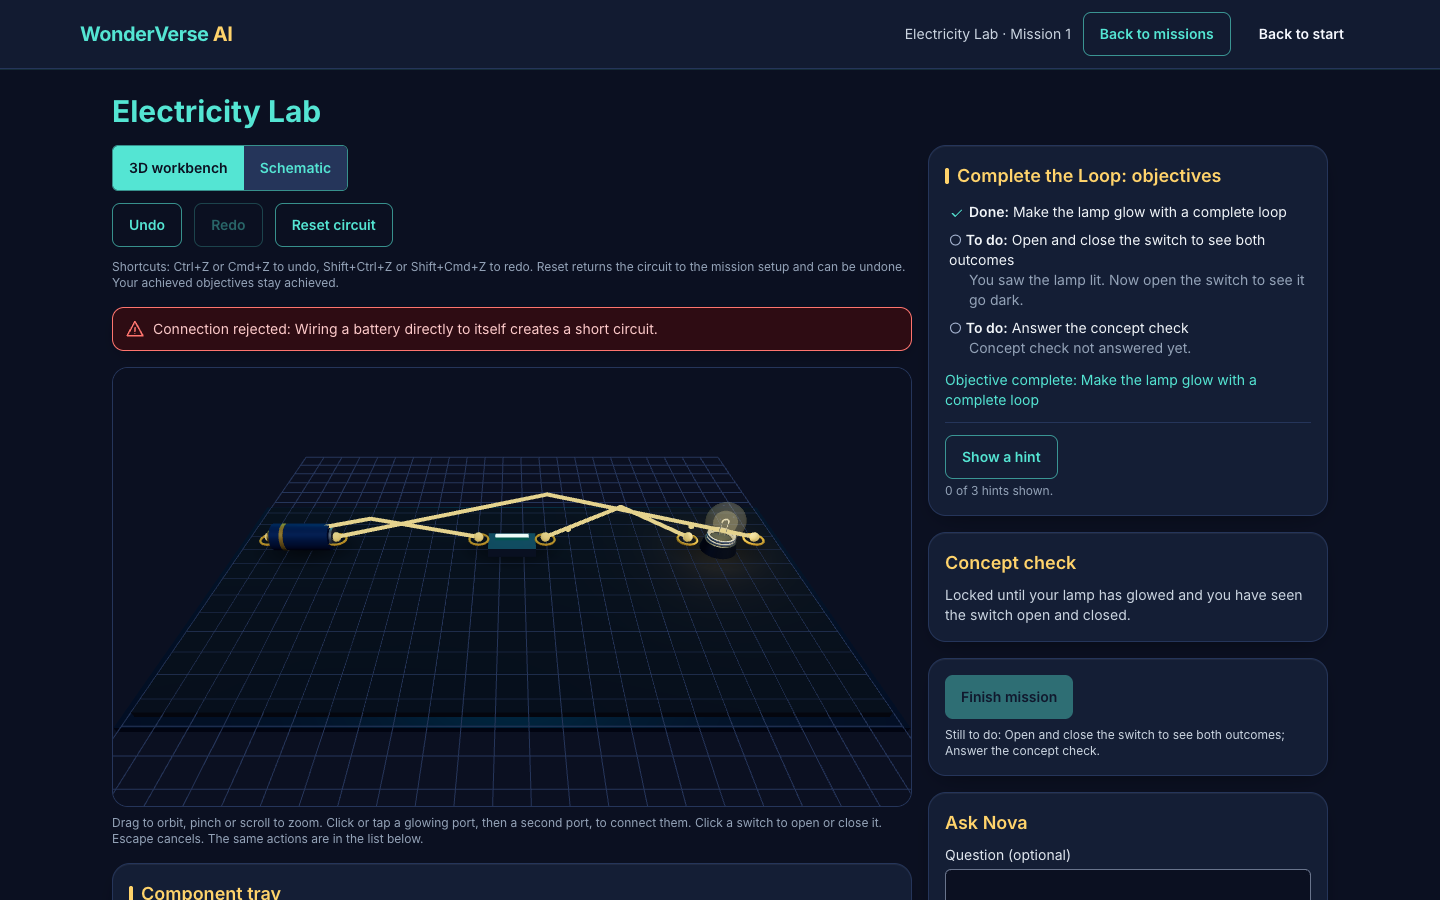 WonderVerse AI
Electricity Lab · Mission 1
Back to missions
Back to start
Electricity Lab
3D workbench
Schematic
Undo
Redo
Reset circuit
Shortcuts: Ctrl+Z or Cmd+Z to undo, Shift+Ctrl+Z or Shift+Cmd+Z to redo. Reset returns the circuit to the mission setup and can be undone.
Your achieved objectives stay achieved.
Connection rejected: Wiring a battery directly to itself creates a short circuit.
Drag to orbit, pinch or scroll to zoom. Click or tap a glowing port, then a second port, to connect them. Click a switch to open or close it.
Escape cancels. The same actions are in the list below.
Component tray
Complete the Loop: objectives
Done: Make the lamp glow with a complete loop
To do: Open and close the switch to see both
outcomes
You saw the lamp lit. Now open the switch to see it
go dark.
To do: Answer the concept check
Concept check not answered yet.
Objective complete: Make the lamp glow with a
complete loop
Show a hint
0 of 3 hints shown.
Concept check
Locked until your lamp has glowed and you have seen
the switch open and closed.
Finish mission
Still to do: Open and close the switch to see both outcomes;
Answer the concept check.
Ask Nova
Question (optional)